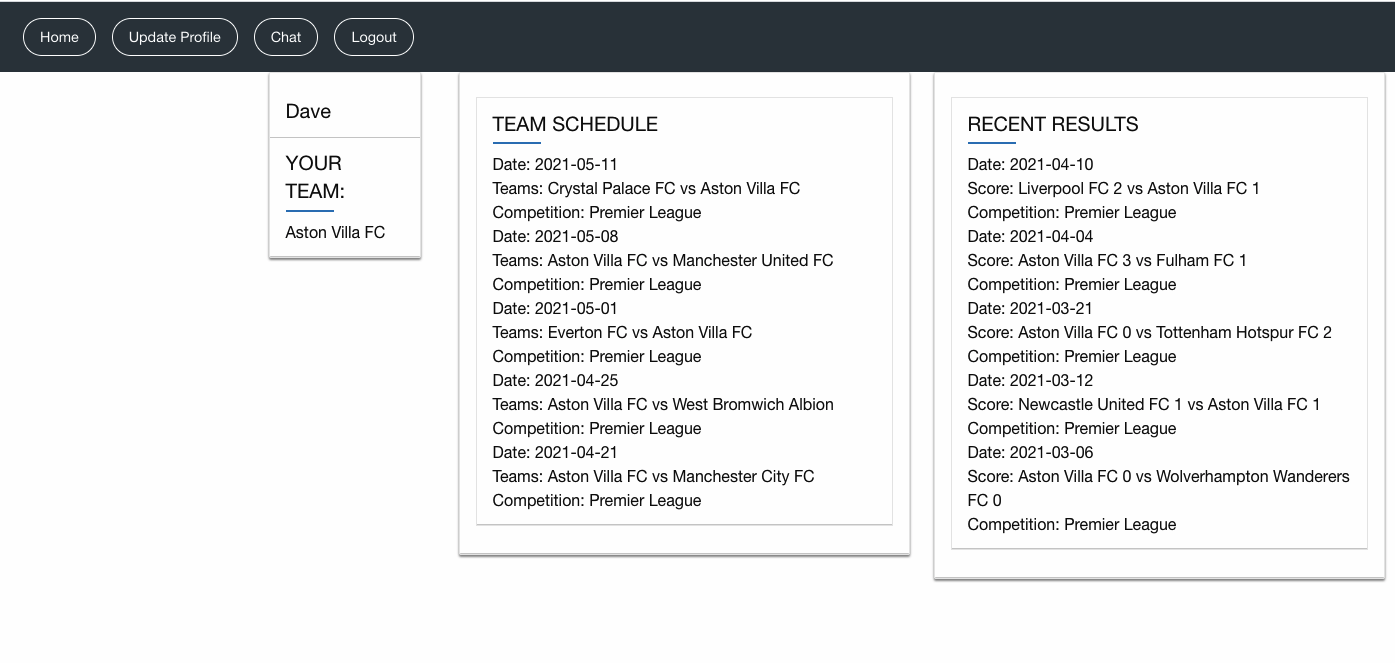 Home
Update Profile
Chat
Logout
Dave
YOUR
TEAM:
Aston Villa FC
TEAM SCHEDULE
Date: 2021-05-11
Teams: Crystal Palace FC vs Aston Villa FC
Competition: Premier League
Date: 2021-05-08
Teams: Aston Villa FC vs Manchester United FC
Competition: Premier League
Date: 2021-05-01
Teams: Everton FC vs Aston Villa FC
Competition: Premier League
Date: 2021-04-25
Teams: Aston Villa FC vs West Bromwich Albion
Competition: Premier League
Date: 2021-04-21
Teams: Aston Villa FC vs Manchester City FC
Competition: Premier League
RECENT RESULTS
Date: 2021-04-10
Score: Liverpool FC 2 vs Aston Villa FC 1
Competition: Premier League
Date: 2021-04-04
Score: Aston Villa FC 3 vs Fulham FC 1
Competition: Premier League
Date: 2021-03-21
Score: Aston Villa FC 0 vs Tottenham Hotspur FC 2
Competition: Premier League
Date: 2021-03-12
Score: Newcastle United FC 1 vs Aston Villa FC 1
Competition: Premier League
Date: 2021-03-06
Score: Aston Villa FC 0 vs Wolverhampton Wanderers
FC 0
Competition: Premier League